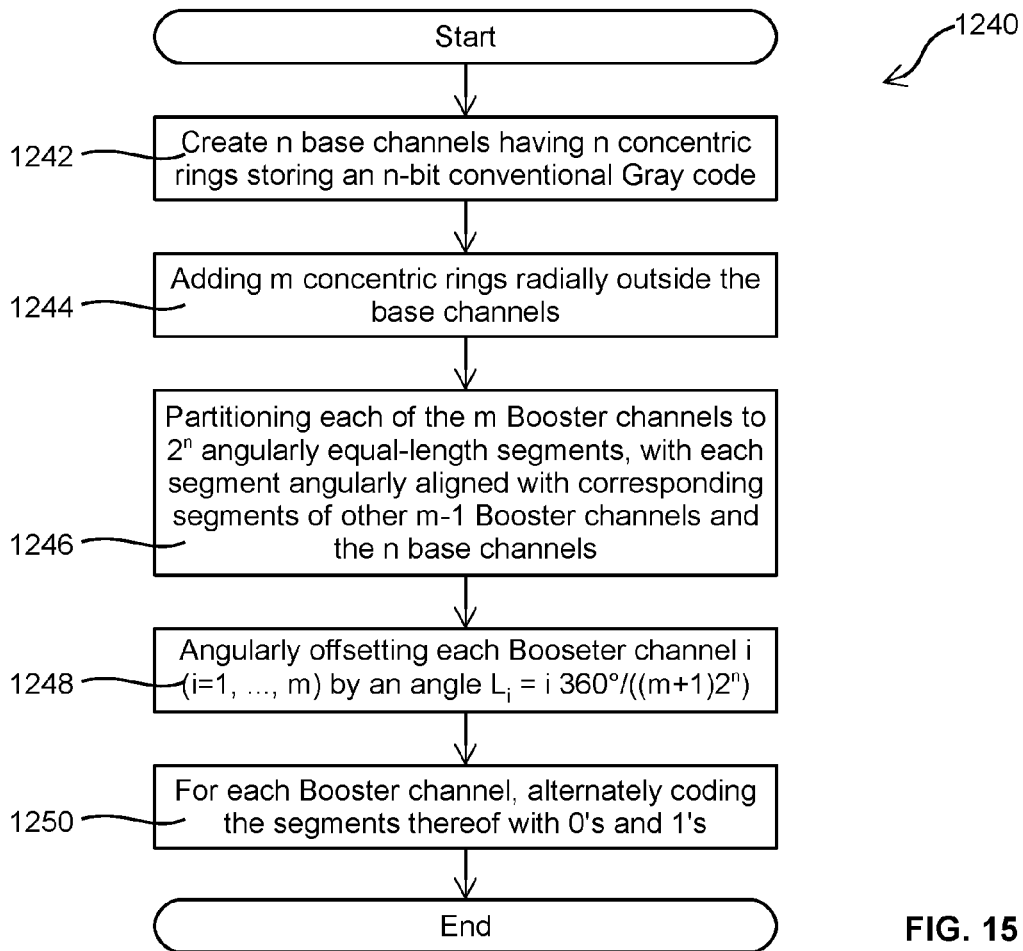 Start
1240
1242
Create n base channels having n concentric
rings storing an n-bit conventional Gray code
1244
Adding m concentric rings radially outside the
base channels
1246
Partitioning each of the m Booster channels to
2ⁿ angularly equal-length segments, with each
segment angularly aligned with corresponding
segments of other m-1 Booster channels and
the n base channels
1248
Angularly offsetting each Booseter channel i
(i=1, ..., m) by an angle Lᵢ = i 360°/((m+1)2ⁿ)
1250
For each Booster channel, alternately coding
the segments thereof with 0's and 1's
End
FIG. 15